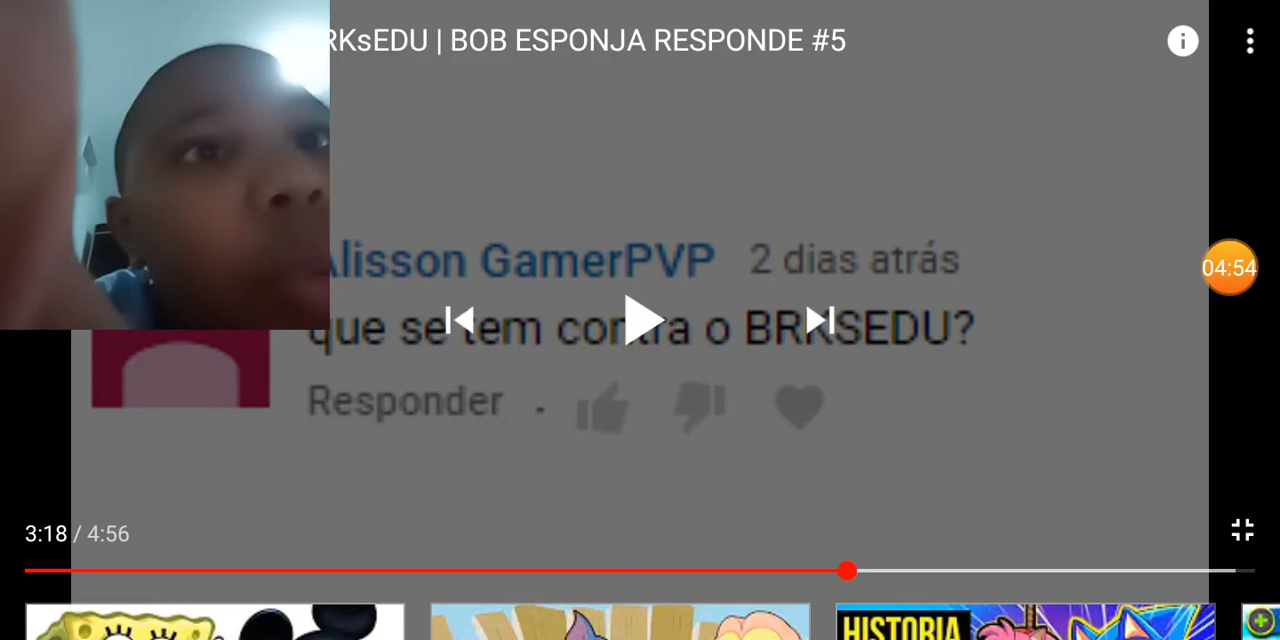 RKsEDU | BOB ESPONJA RESPONDE #5
Alisson GamerPVP 2 dias atrás
que se tem contra o BRKSEDU?
04:54
Responder
3:18 / 4:56
HISTORIA